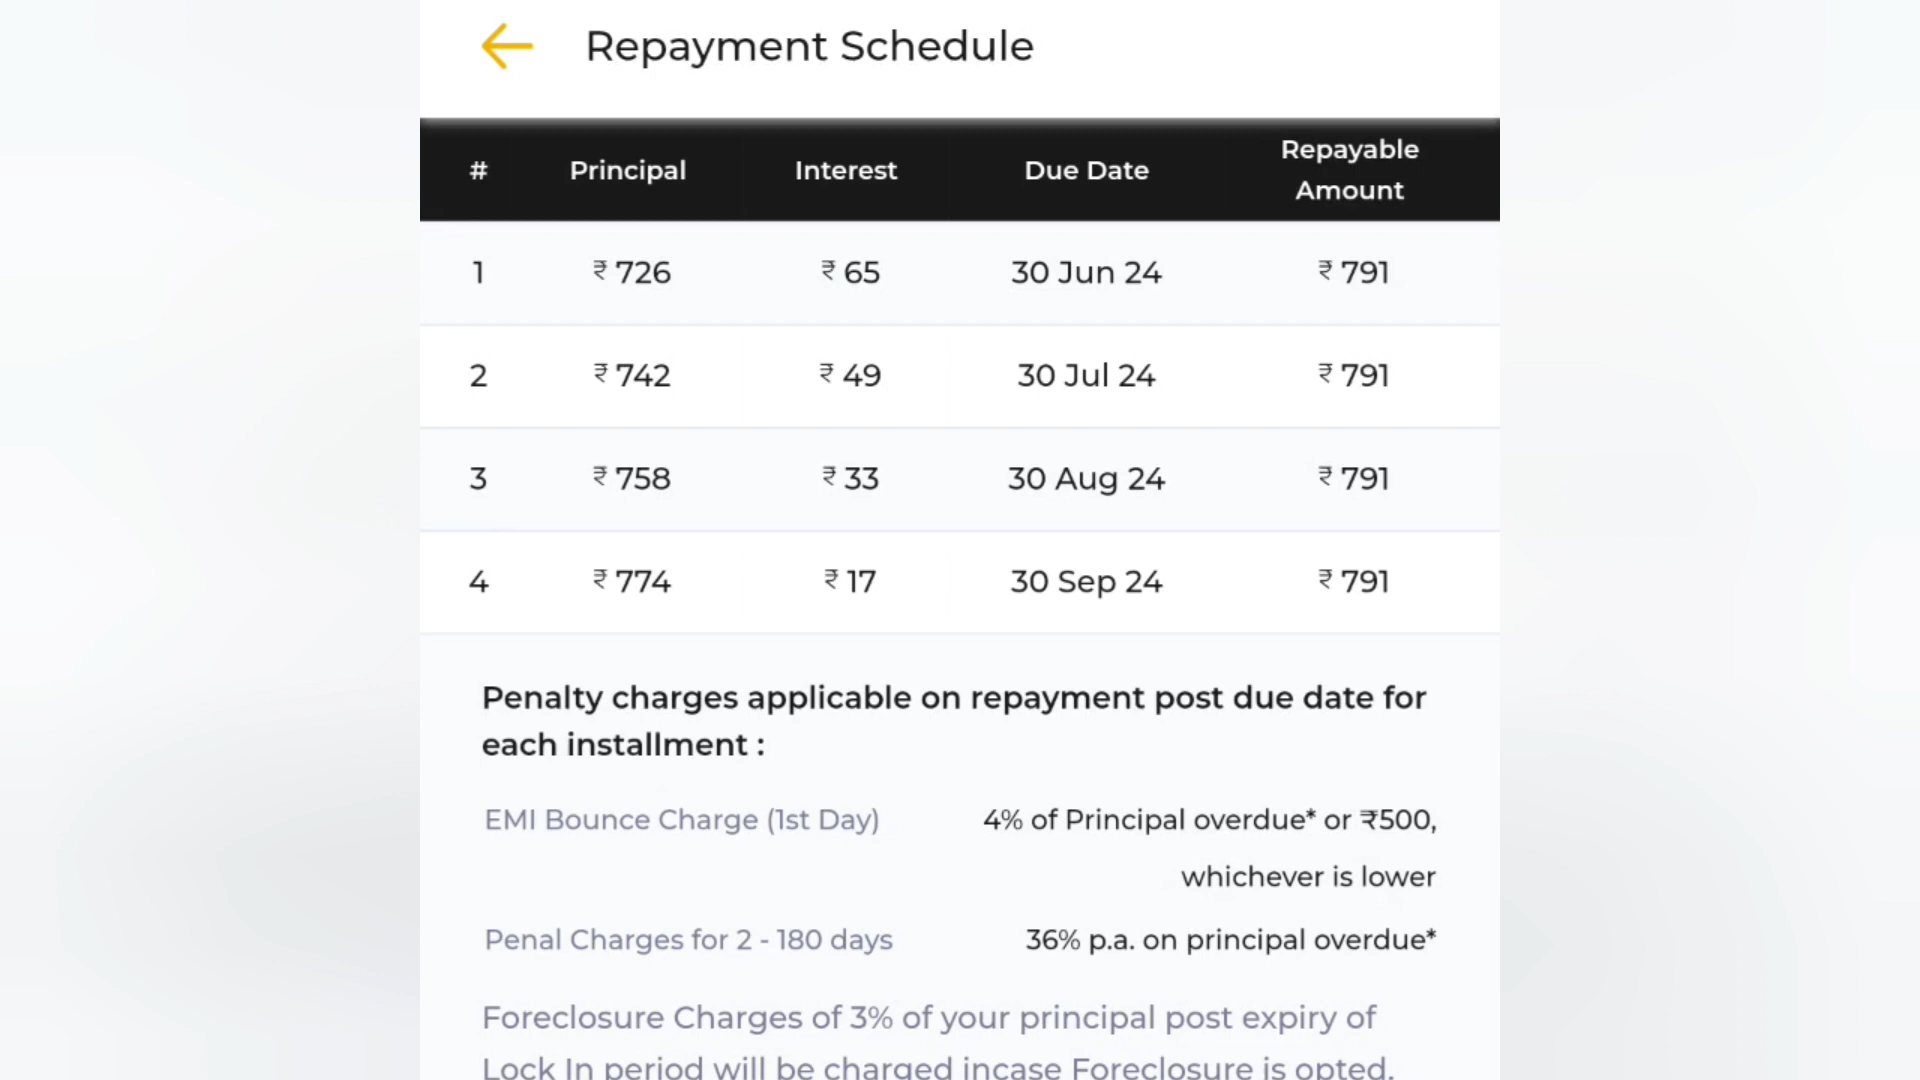 Repayment Schedule
# Principal Interest Due Date Repayable Amount
1 ₹ 726 ₹ 65 30 Jun 24 ₹ 791
2 ₹ 742 ₹ 49 30 Jul 24 ₹ 791
3 ₹ 758 ₹ 33 30 Aug 24 ₹ 791
4 ₹ 774 ₹ 17 30 Sep 24 ₹ 791
Penalty charges applicable on repayment post due date for
each installment :
EMI Bounce Charge (1st Day) 4% of Principal overdue* or ₹500,
whichever is lower
Penal Charges for 2 - 180 days 36% p.a. on principal overdue*
Foreclosure Charges of 3% of your principal post expiry of
Lock In period will be charged incase Foreclosure is opted.